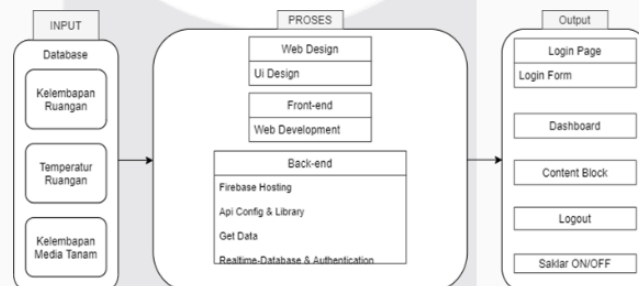 INPUT
Database
Kelembapan
Ruangan
Temperatur
Ruangan
Kelembapan
Media Tanam
PROSES
Web Design
Ui Design
Front-end
Web Development
Back-end
Firebase Hosting
Api Config & Library
Get Data
Realtime-Database & Authentication
Output
Login Page
Login Form
Dashboard
Content Block
Logout
Saklar ON/OFF